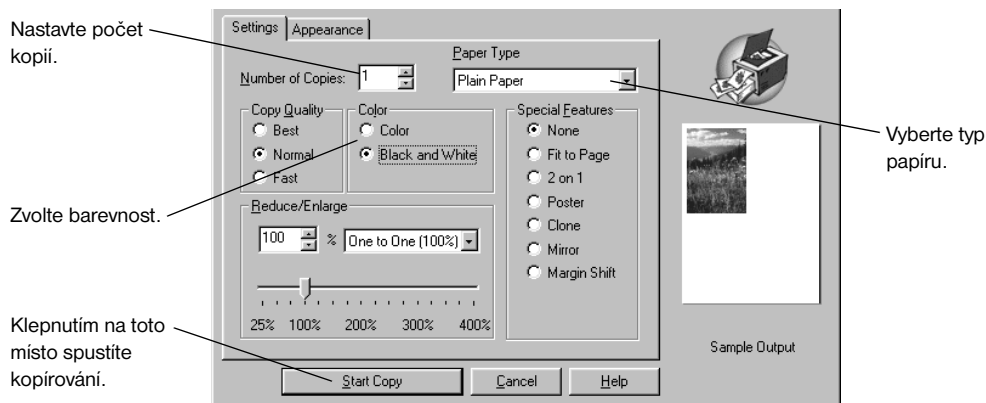 Nastavte počet
kopií.
Settings Appearance
Paper Type
Number of Copies: 1 Plain Paper
Copy Quality Color Special Features
Best Color None
Normal Black and White Fit to Page
Fast 2 on 1
Vyberte typ
papíru.
Zvolte barevnost.
Reduce/Enlarge Poster
Clone
100 % One to One (100%) Mirror
Margin Shift
25% 100% 200% 300% 400%
Klepnutím na toto
místo spustíte
kopírování.
Sample Output
Start Copy Cancel Help